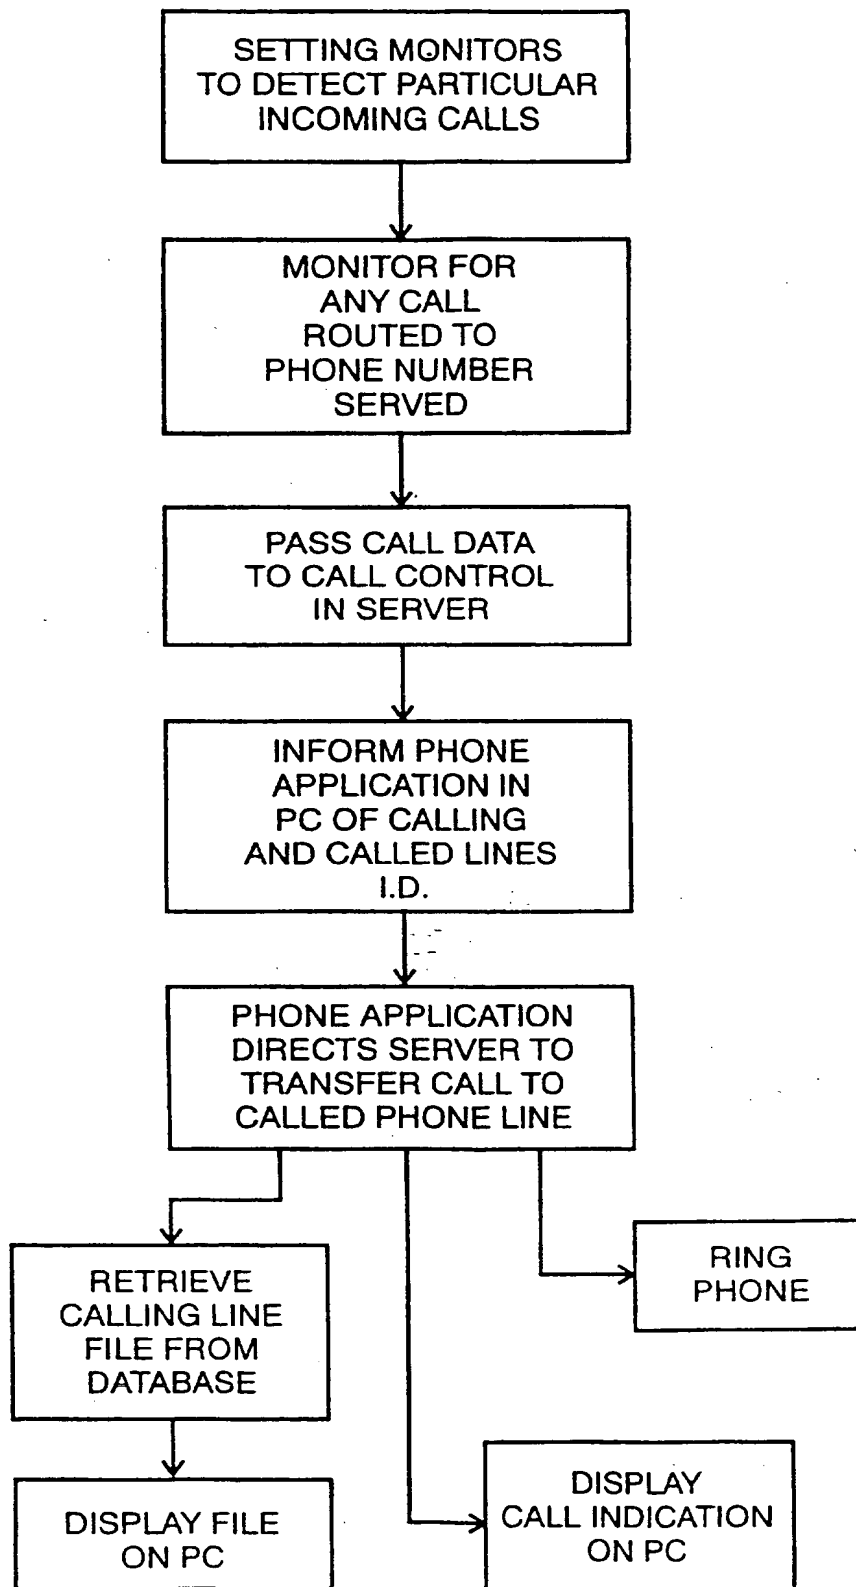 SETTING MONITORS
TO DETECT PARTICULAR
INCOMING CALLS
MONITOR FOR
ANY CALL
ROUTED TO
PHONE NUMBER
SERVED
PASS CALL DATA
TO CALL CONTROL
IN SERVER
INFORM PHONE
APPLICATION IN
PC OF CALLING
AND CALLED LINES
I.D.
PHONE APPLICATION
DIRECTS SERVER TO
TRANSFER CALL TO
CALLED PHONE LINE
RING
PHONE
RETRIEVE
CALLING LINE
FILE FROM
DATABASE
DISPLAY FILE
ON PC
DISPLAY
CALL INDICATION
ON PC